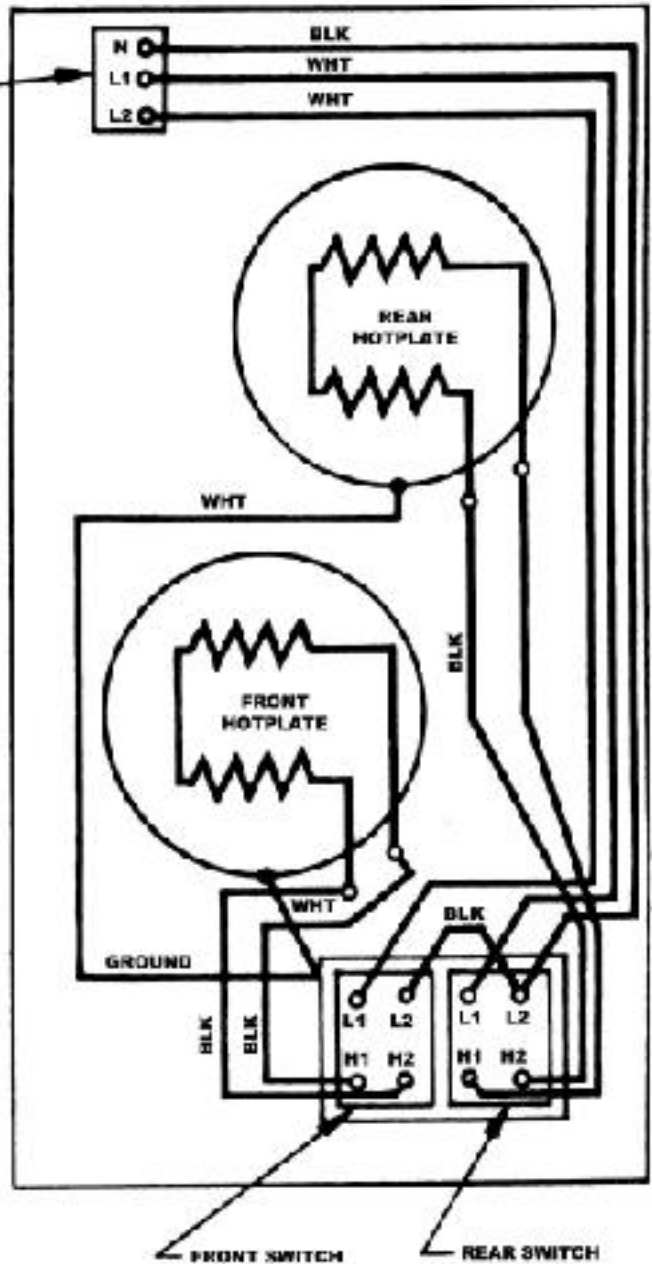 BLK
N
WHT
L1
WHT
L2
REAR
HOTPLATE
WHT
BLK
FRONT
HOTPLATE
WHT
BLK
GROUND
BLK
BLK
L1 L2
L1 L2
H1 H2
H1 H2
FRONT SWITCH
REAR SWITCH